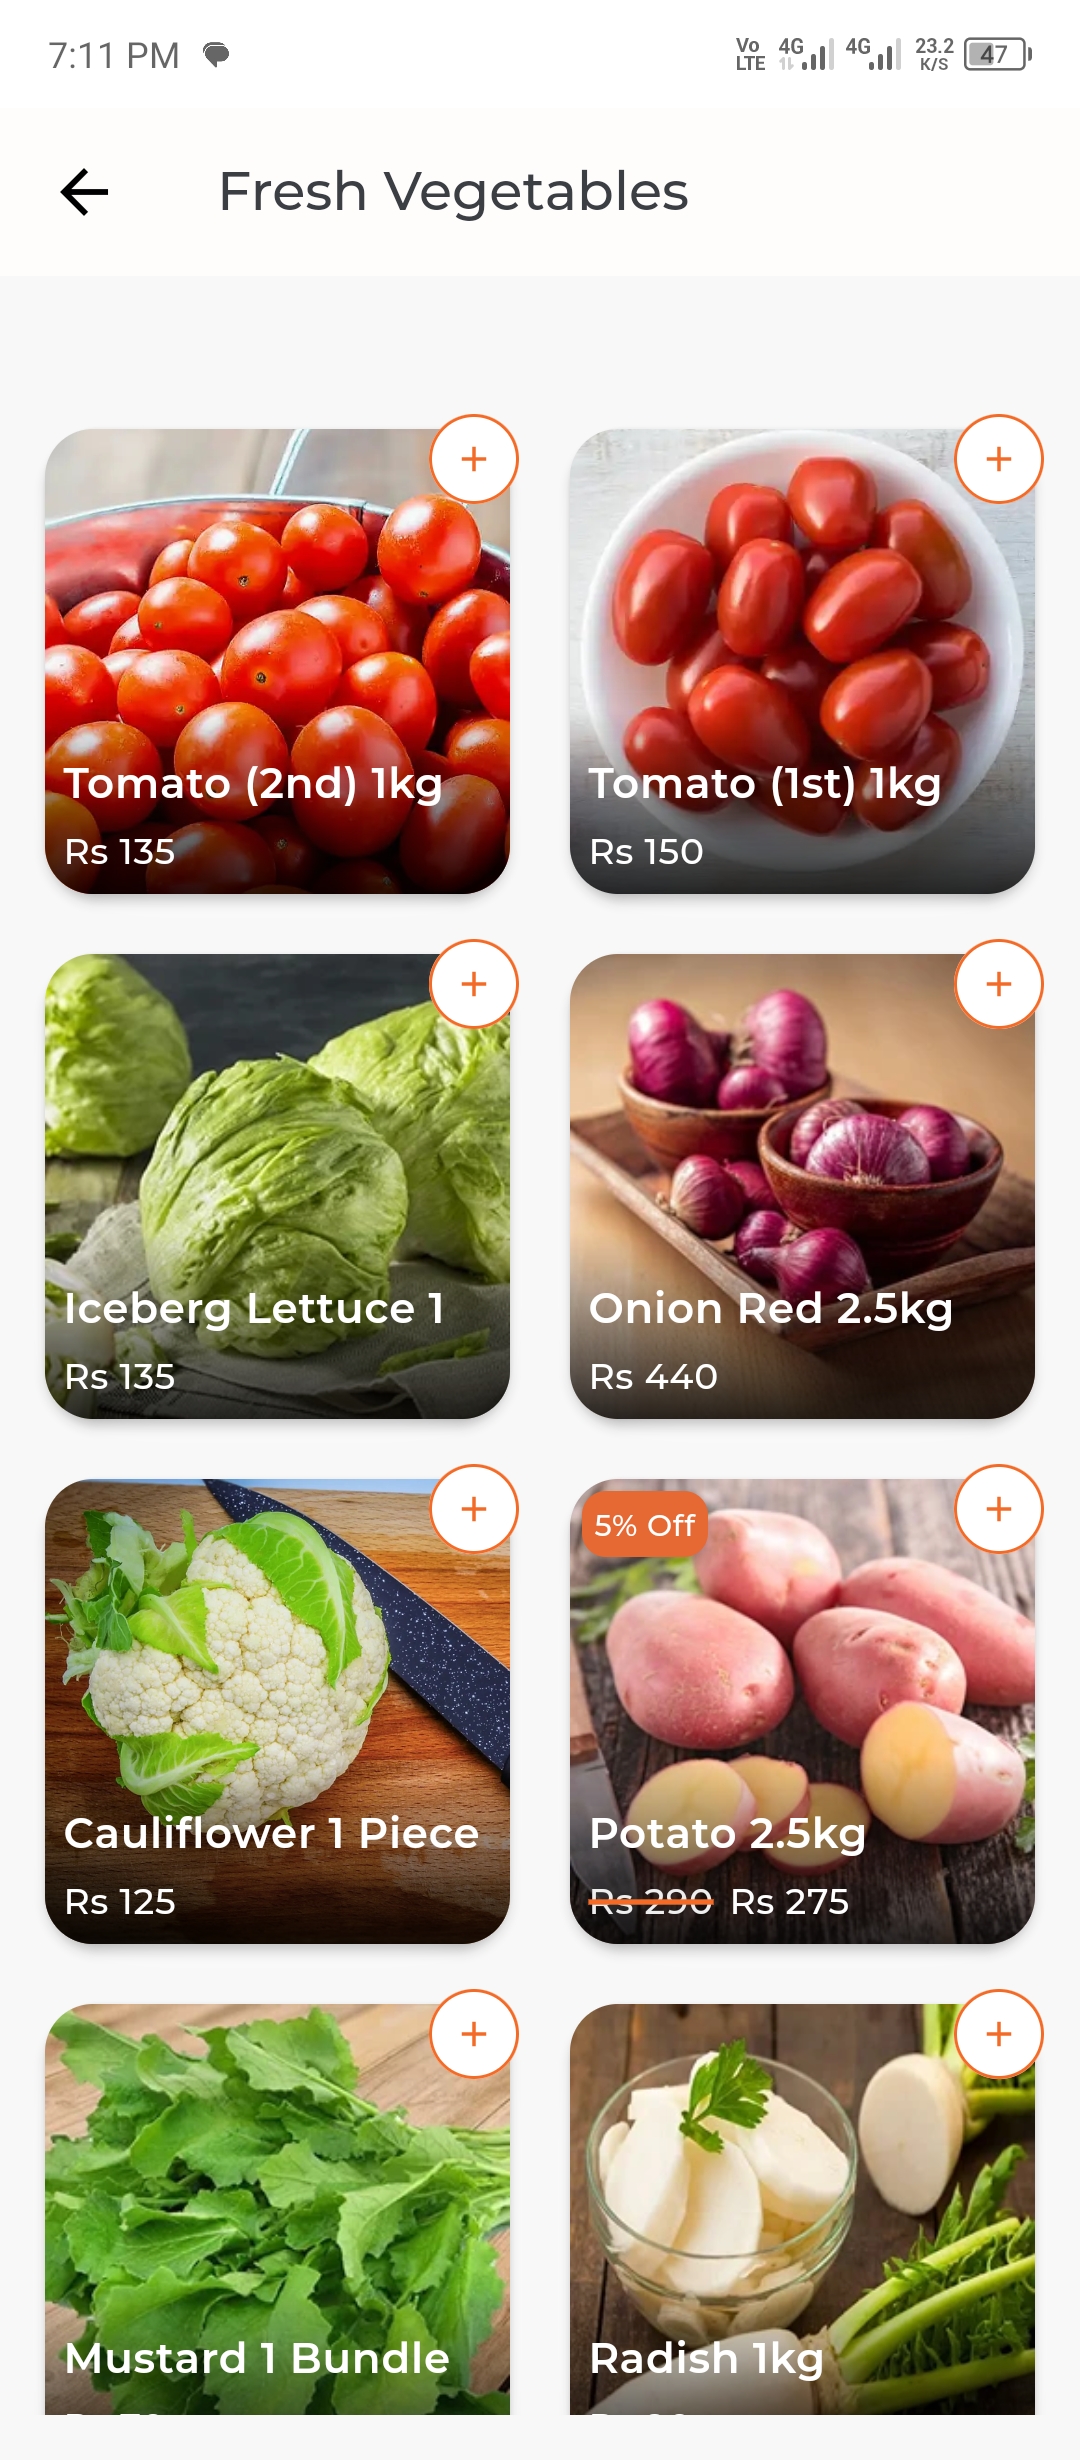 7:11 PM
Vo LTE 4G 4G 23.2 K/S 47
Fresh Vegetables
Tomato (2nd) 1kg
Rs 135
Tomato (1st) 1kg
Rs 150
Iceberg Lettuce 1
Rs 135
Onion Red 2.5kg
Rs 440
Cauliflower 1 Piece
Rs 125
5% Off
Potato 2.5kg
Rs 290 Rs 275
Mustard 1 Bundle
Radish 1kg